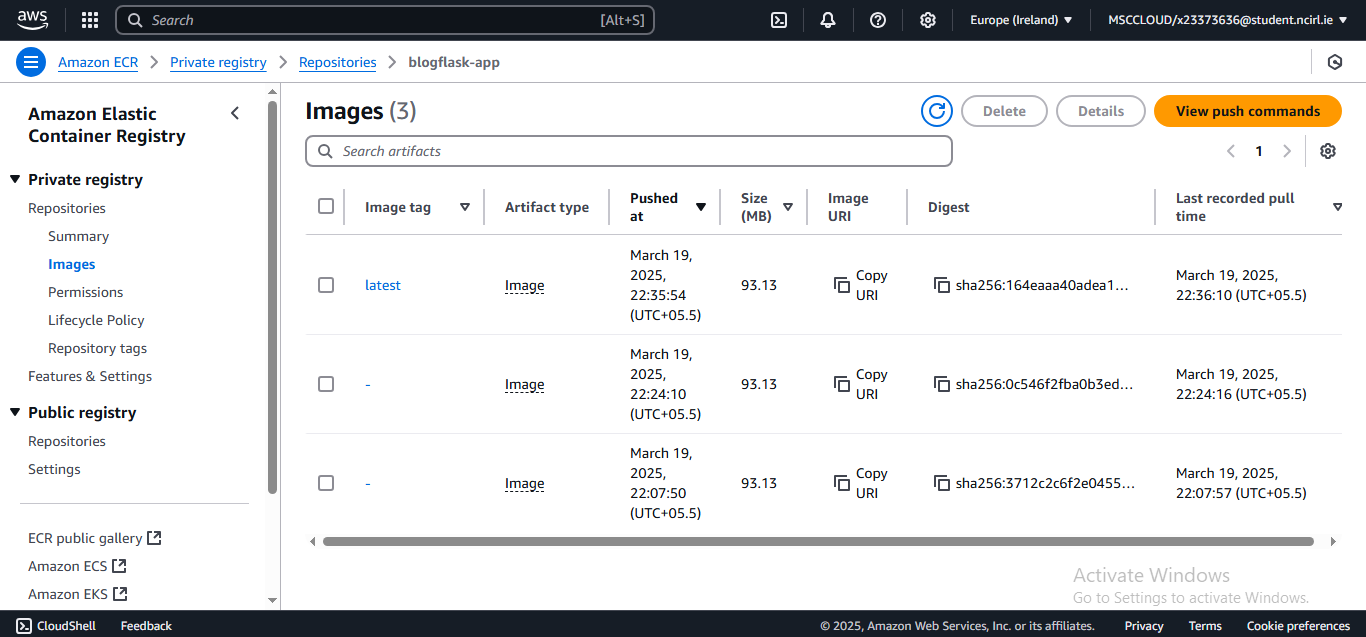 aws
Search
[Alt+S]
Europe (Ireland)
MSCCLOUD/x23373636@student.ncirl.ie
Amazon ECR
Private registry
Repositories
blogflask-app
Amazon Elastic
Container Registry
Private registry
Repositories
Summary
Images
Permissions
Lifecycle Policy
Repository tags
Features & Settings
Public registry
Repositories
Settings
ECR public gallery
Amazon ECS
Amazon EKS
Images (3)
Delete
Details
View push commands
Search artifacts
1
Image tag
Artifact type
Pushed
at
Size
(MB)
Image
URI
Digest
Last recorded pull
time
latest
Image
March 19,
2025,
22:35:54
(UTC+05.5)
93.13
Copy
URI
sha256:164eaaa40adea1...
March 19, 2025,
22:36:10 (UTC+05.5)
-
Image
March 19,
2025,
22:24:10
(UTC+05.5)
93.13
Copy
URI
sha256:0c546f2fba0b3ed...
March 19, 2025,
22:24:16 (UTC+05.5)
-
Image
March 19,
2025,
22:07:50
(UTC+05.5)
93.13
Copy
URI
sha256:3712c2c6f2e0455...
March 19, 2025,
22:07:57 (UTC+05.5)
Activate Windows
Go to Settings to activate Windows.
CloudShell
Feedback
© 2025, Amazon Web Services, Inc. or its affiliates.
Privacy
Terms
Cookie preferences